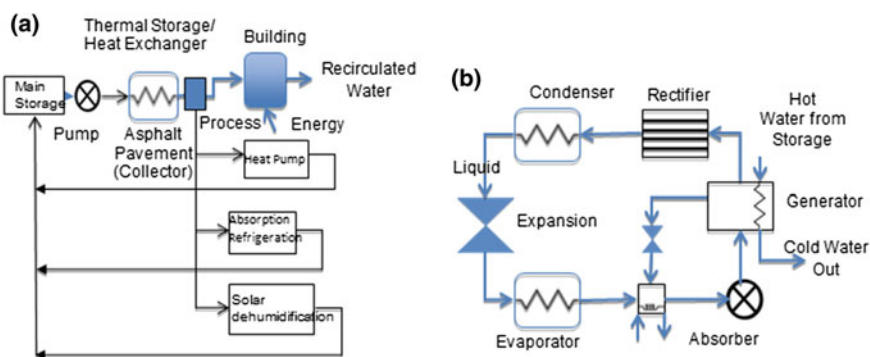 (a)
Thermal Storage/
Heat Exchanger
Building
Main
Storage
Recirculated
Water
Pump
Process
Energy
Asphalt
Pavement
(Collector)
Heat Pump
Absorption
Refrigeration
Solar
dehumidification
(b)
Condenser
Rectifier
Hot
Water from
Storage
Liquid
Generator
Expansion
Cold Water
Out
Evaporator
Absorber